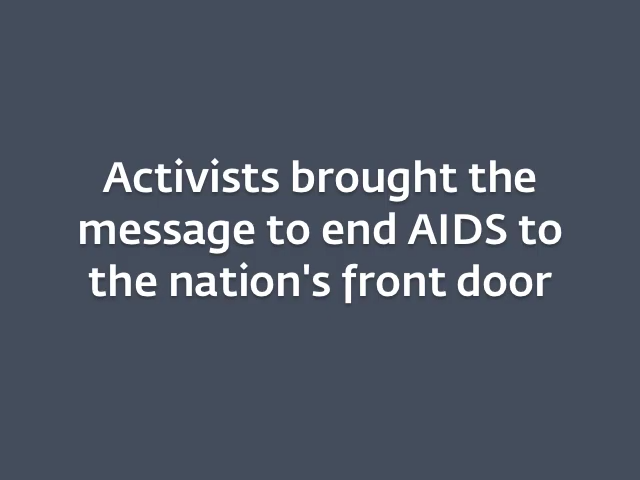 Activists brought the
message to end AIDS to
the nation's front door